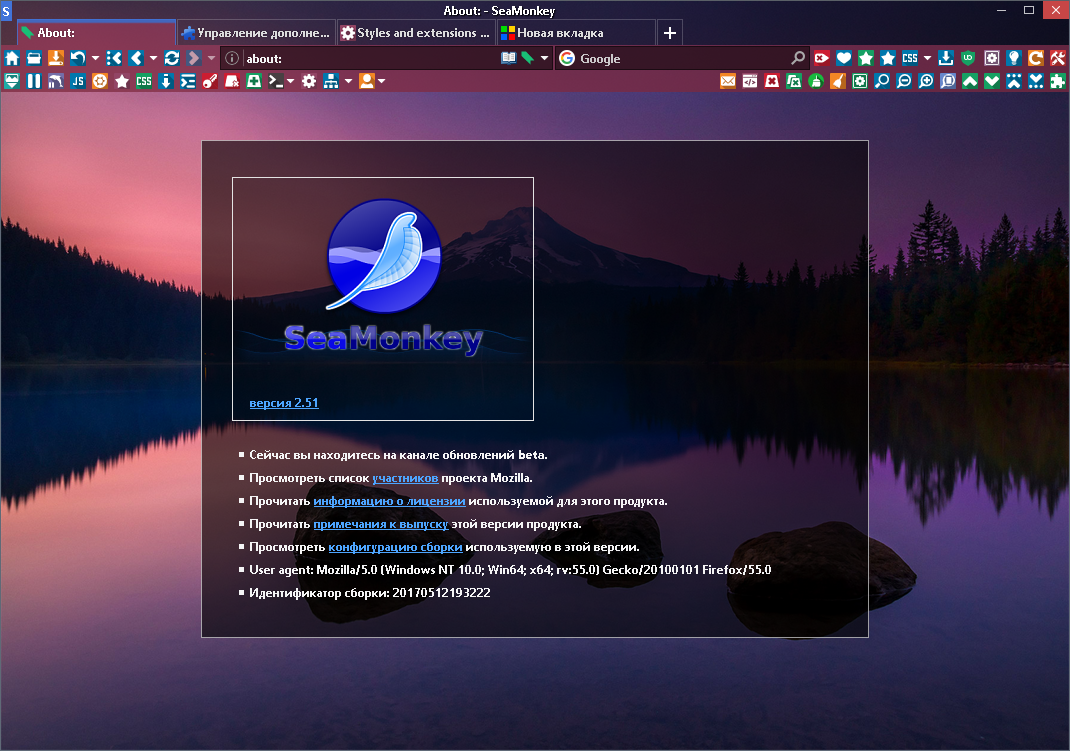 S
About: - SeaMonkey
About:
Управление дополне...
Styles and extensions ...
Новая вкладка
about:
Google
CSS
JS
CSS
SeaMonkey
версия 2.51
Сейчас вы находитесь на канале обновлений beta.
Просмотреть список участников проекта Mozilla.
Прочитать информацию о лицензии используемой для этого продукта.
Прочитать примечания к выпуску этой версии продукта.
Просмотреть конфигурацию сборки используемую в этой версии.
User agent: Mozilla/5.0 (Windows NT 10.0; Win64; x64; rv:55.0) Gecko/20100101 Firefox/55.0
Идентификатор сборки: 20170512193222